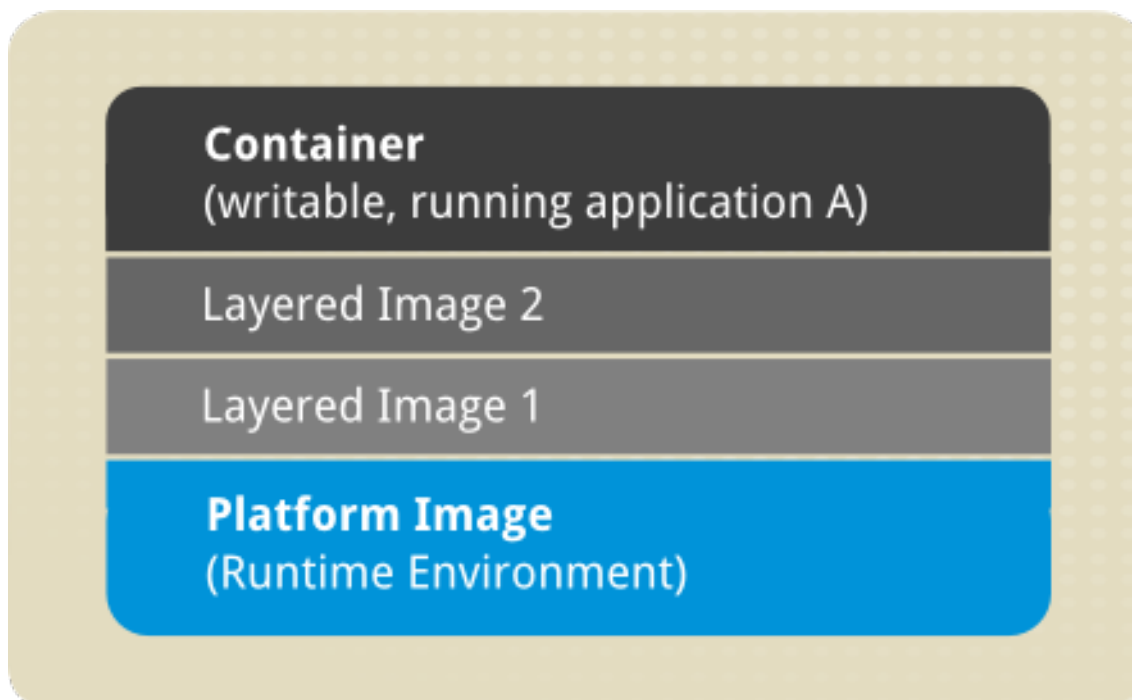 Container
(writable, running application A)
Layered Image 2
Layered Image 1
Platform Image
(Runtime Environment)